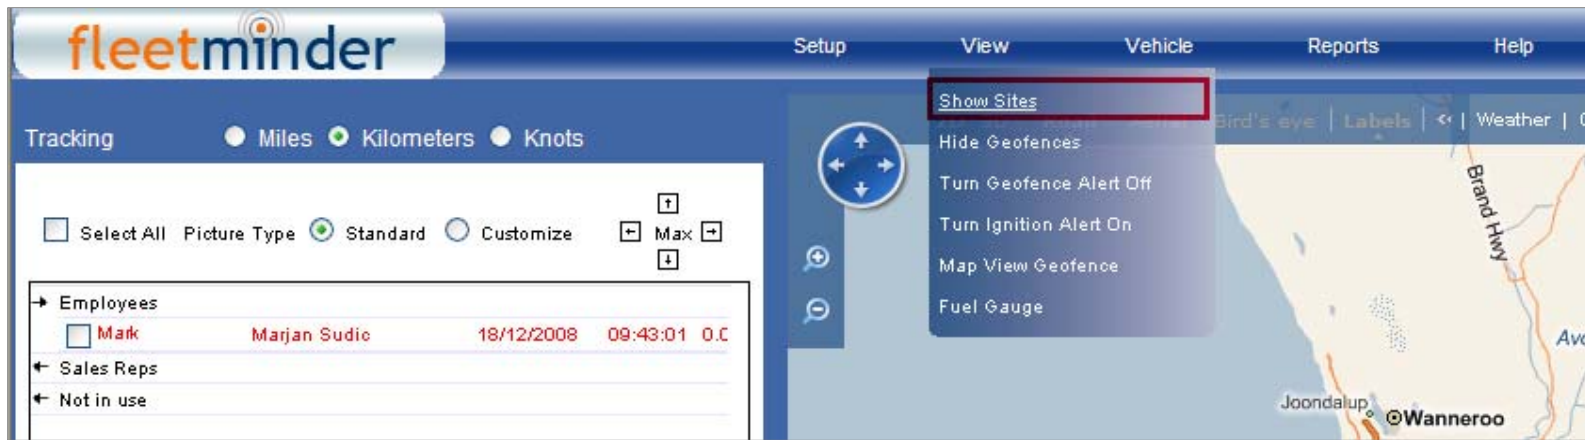 fleetminder
Setup View Vehicle Reports Help
Show Sites
Hide Geofences
Turn Geofence Alert Off
Turn Ignition Alert On
Map View Geofence
Fuel Gauge
Bird's eye | Labels | « | Weather |
Tracking Miles Kilometers Knots
Select All Picture Type Standard Customize Max
Employees
Mark Marjan Sudic 18/12/2008 09:43:01 0.0
Sales Reps
Not in use
Brand Hwy
Joondalup
Wanneroo